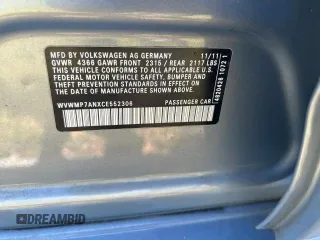 MFD BY VOLKSWAGEN AG GERMANY 11/11
GVWR 4366 GAWR FRONT 2315 / REAR 2117 LBS
THIS VEHICLE CONFORMS TO ALL APPLICABLE
FEDERAL MOTOR VEHICLE SAFETY, BUMPER AND
THEFT PREVENTION STANDARDS IN EFFECT ON
THE DATE OF MANUFACTURE SHOWN ABOVE.
WVWMP7ANXCE552306 PASSENGER CAR
4620428 1072
DREAMBID